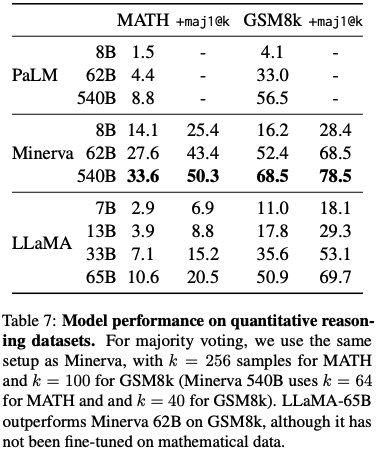 MATH +maj1@k GSM8k +maj1@k
8B 1.5 - 4.1 -
PaLM 62B 4.4 - 33.0 -
540B 8.8 - 56.5 -
8B 14.1 25.4 16.2 28.4
Minerva 62B 27.6 43.4 52.4 68.5
540B 33.6 50.3 68.5 78.5
7B 2.9 6.9 11.0 18.1
LLaMA 13B 3.9 8.8 17.8 29.3
33B 7.1 15.2 35.6 53.1
65B 10.6 20.5 50.9 69.7
Table 7: Model performance on quantitative reason-
ing datasets. For majority voting, we use the same
setup as Minerva, with k = 256 samples for MATH
and k = 100 for GSM8k (Minerva 540B uses k = 64
for MATH and and k = 40 for GSM8k). LLaMA-65B
outperforms Minerva 62B on GSM8k, although it has
not been fine-tuned on mathematical data.